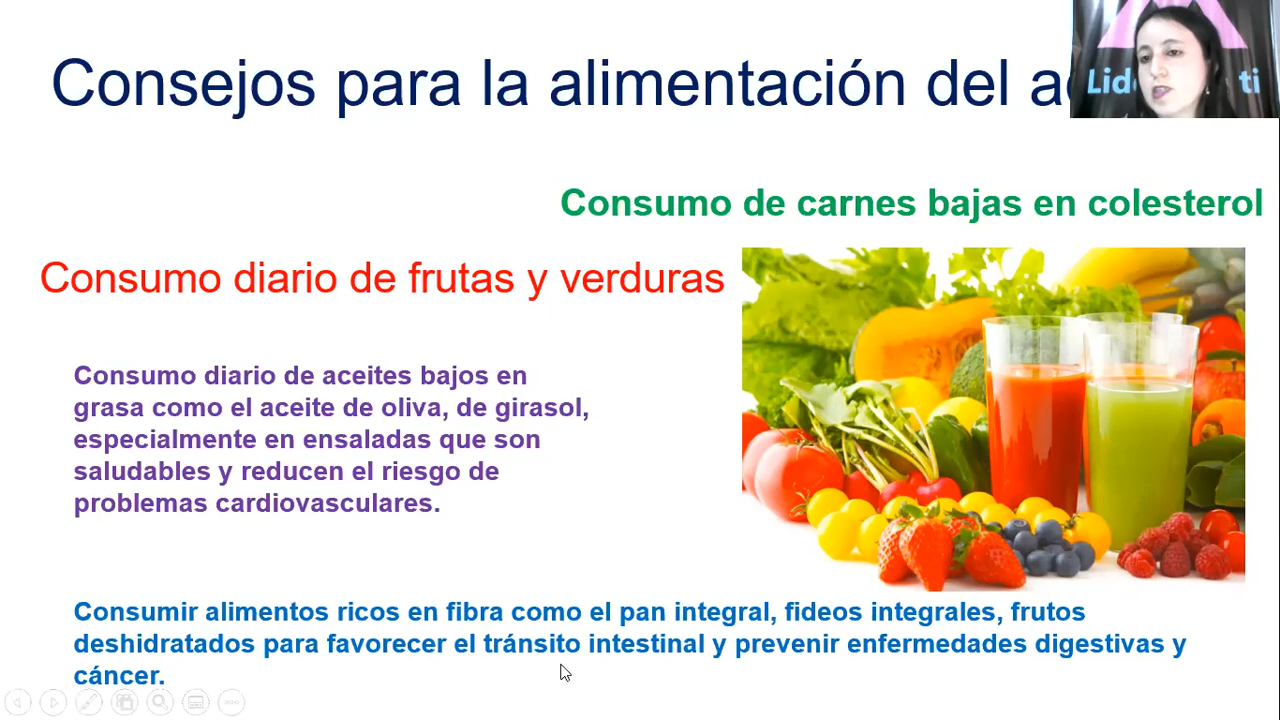 Consejos para la alimentación del
Consumo de carnes bajas en colesterol
Consumo diario de frutas y verduras
Consumo diario de aceites bajos en
grasa como el aceite de oliva, de girasol,
especialmente en ensaladas que son
saludables y reducen el riesgo de
problemas cardiovasculares.
Consumir alimentos ricos en fibra como el pan integral, fideos integrales, frutos
deshidratados para favorecer el tránsito intestinal y prevenir enfermedades digestivas y
cáncer.